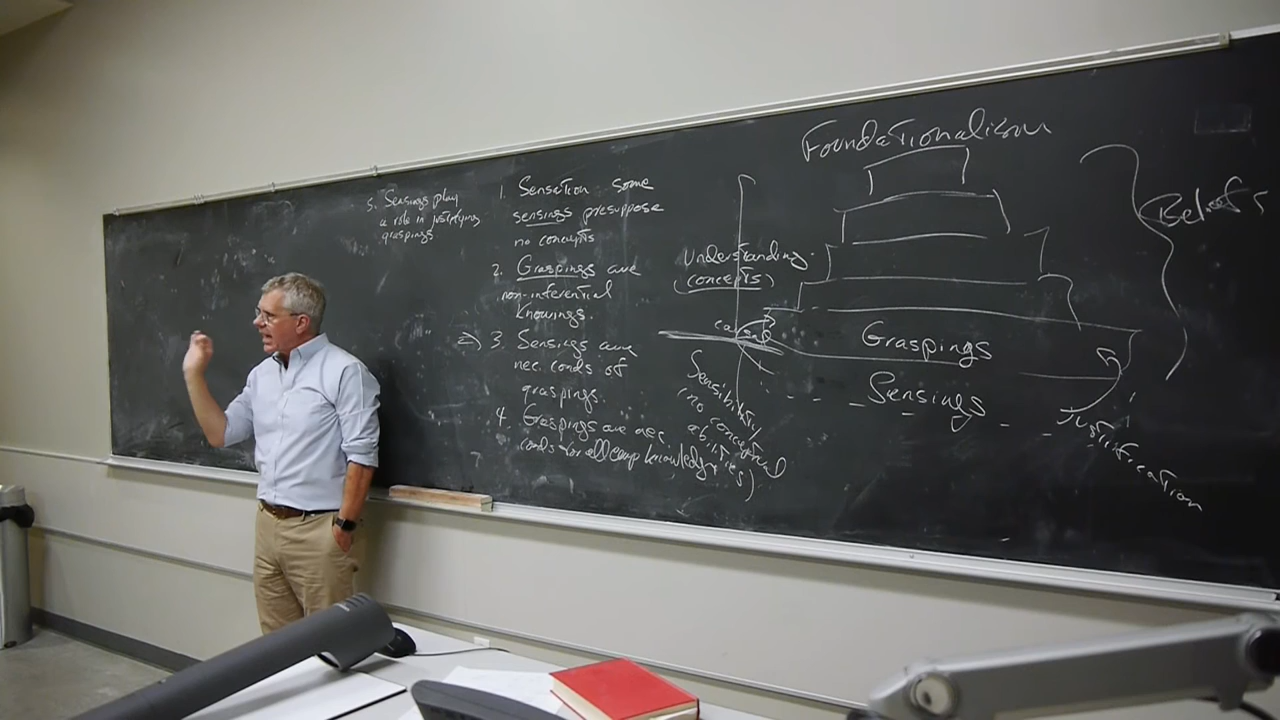 5. Sensings play
a role in justifying
graspings
1. Sensation some
sensings presuppose
no concepts
2. Graspings are
non-inferential
knowings.
3. Sensings are
nec. conds of
graspings.
4. Graspings are nec.
conds for all emp knowledge
Foundationalism
Beliefs
Understanding
(concepts)
causal
Graspings
Sensings
Sensibility
(no conceptual
abilities)
Justification